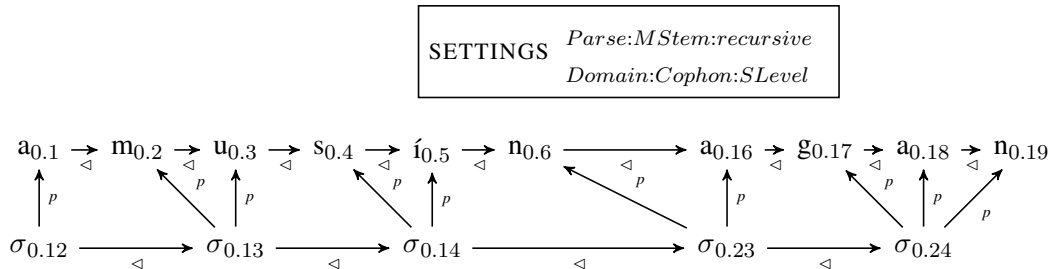 SETTINGS Parse:MStem:recursive
Domain:Cophon:SLevel
a0.1 ◁ m0.2 ◁ u0.3 ◁ s0.4 ◁ í0.5 ◁ n0.6 ◁ a0.16 ◁ g0.17 ◁ a0.18 ◁ n0.19
p p p p p p p p p p
σ0.12 ◁ σ0.13 ◁ σ0.14 ◁ σ0.23 ◁ σ0.24